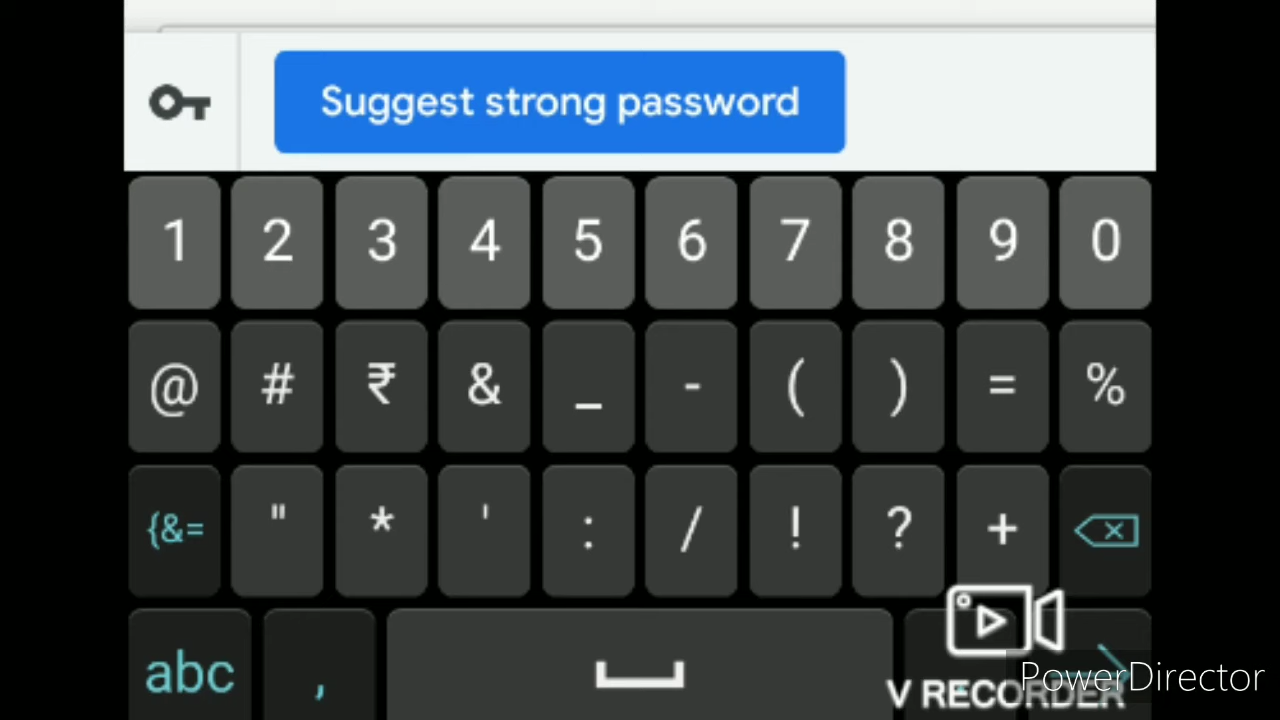 Suggest strong password
1 2 3 4 5 6 7 8 9 0
@ # ₹ & _ - ( ) = %
{&= " * ' : / ! ? +
abc ,
PowerDirector
V RECORDER